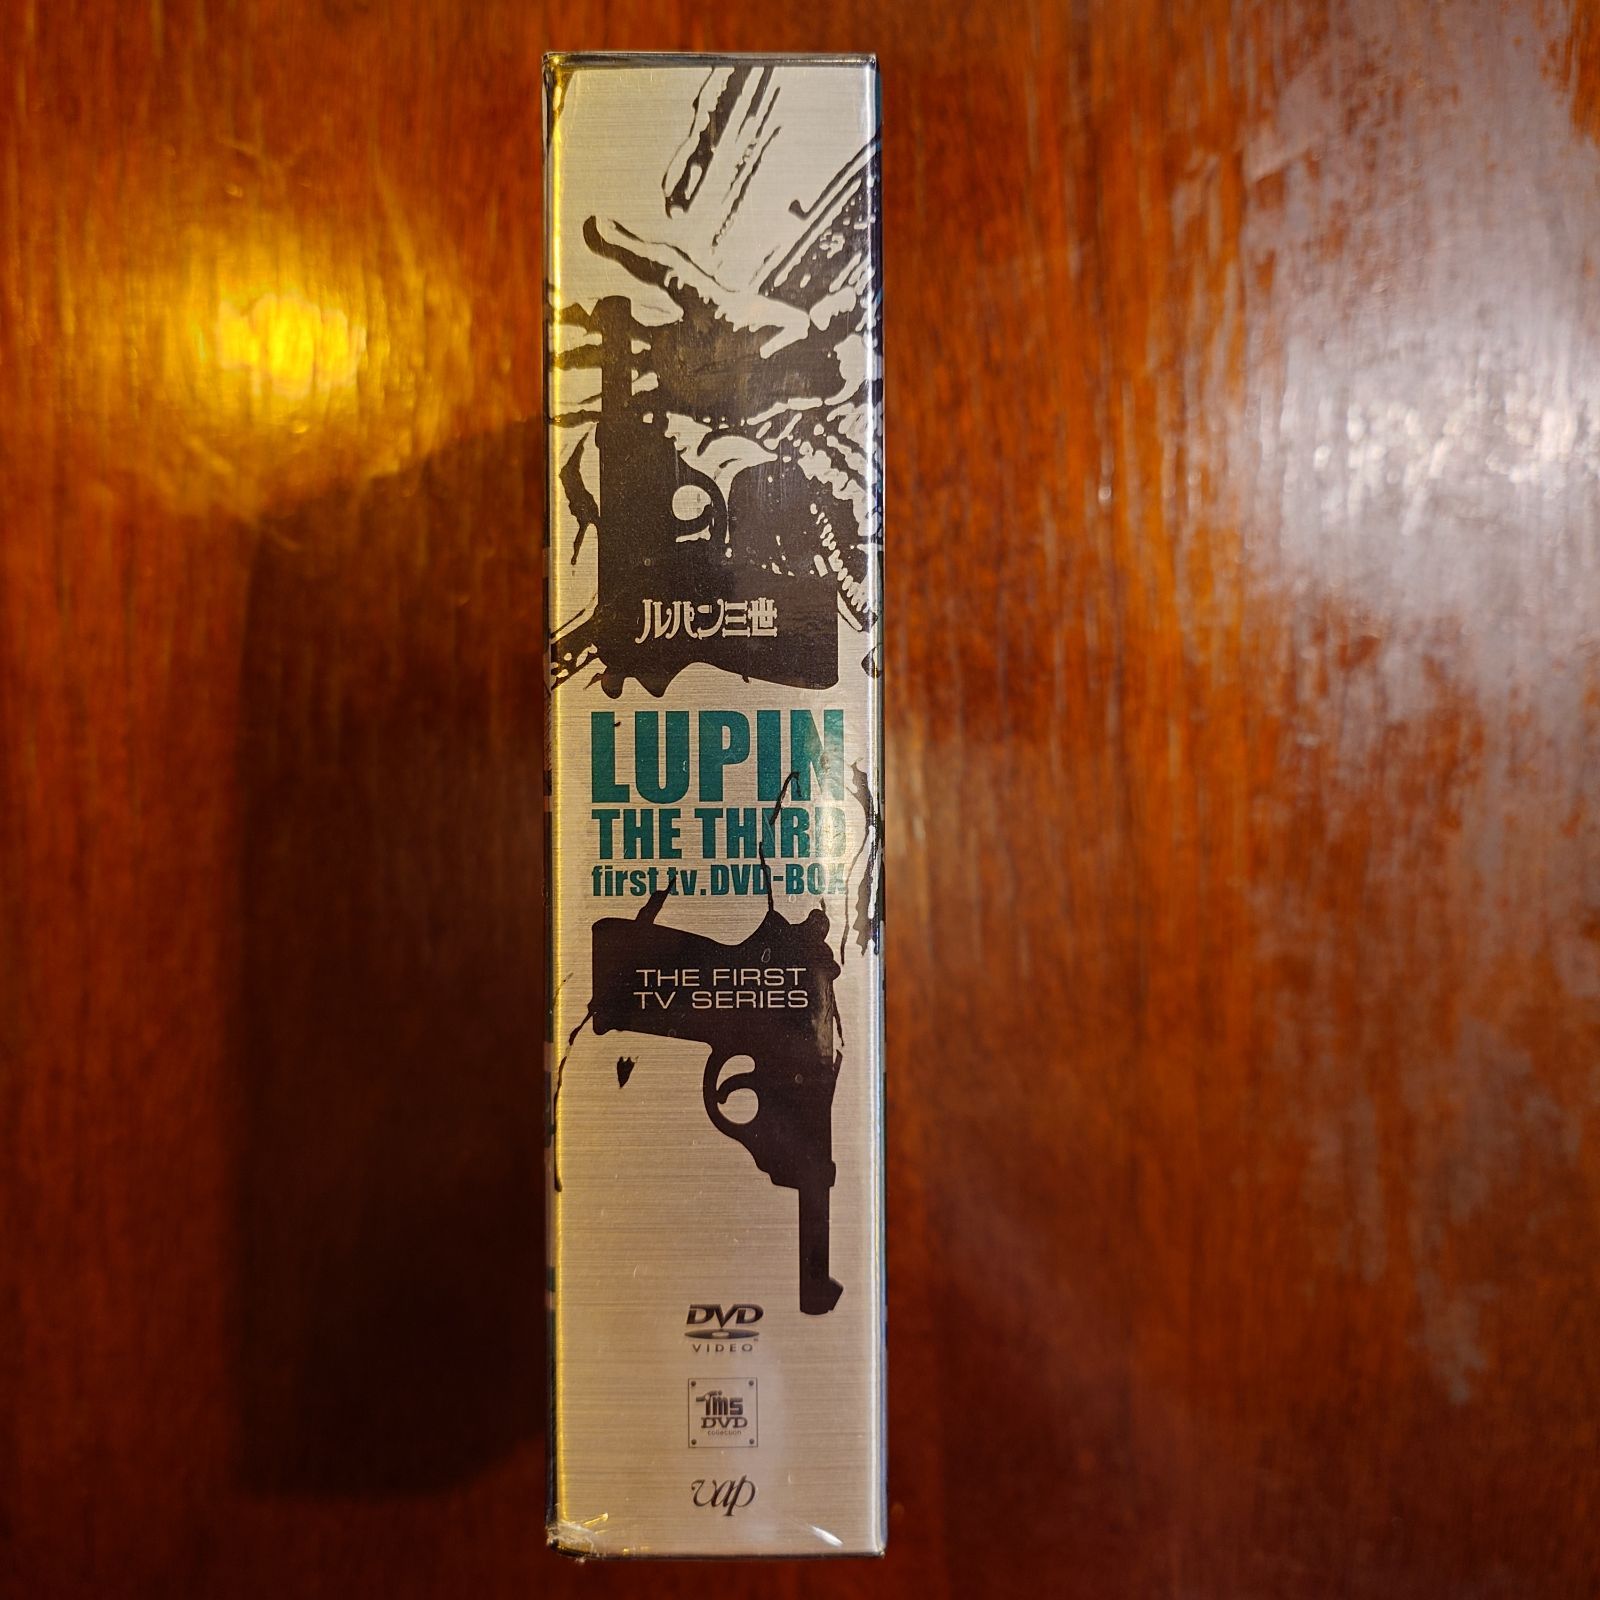 ルパン三世
LUPIN
THE THIRD
first tv.DVD-BOX
THE FIRST
TV SERIES
DVD
VIDEO
tms
DVD
collection
vap